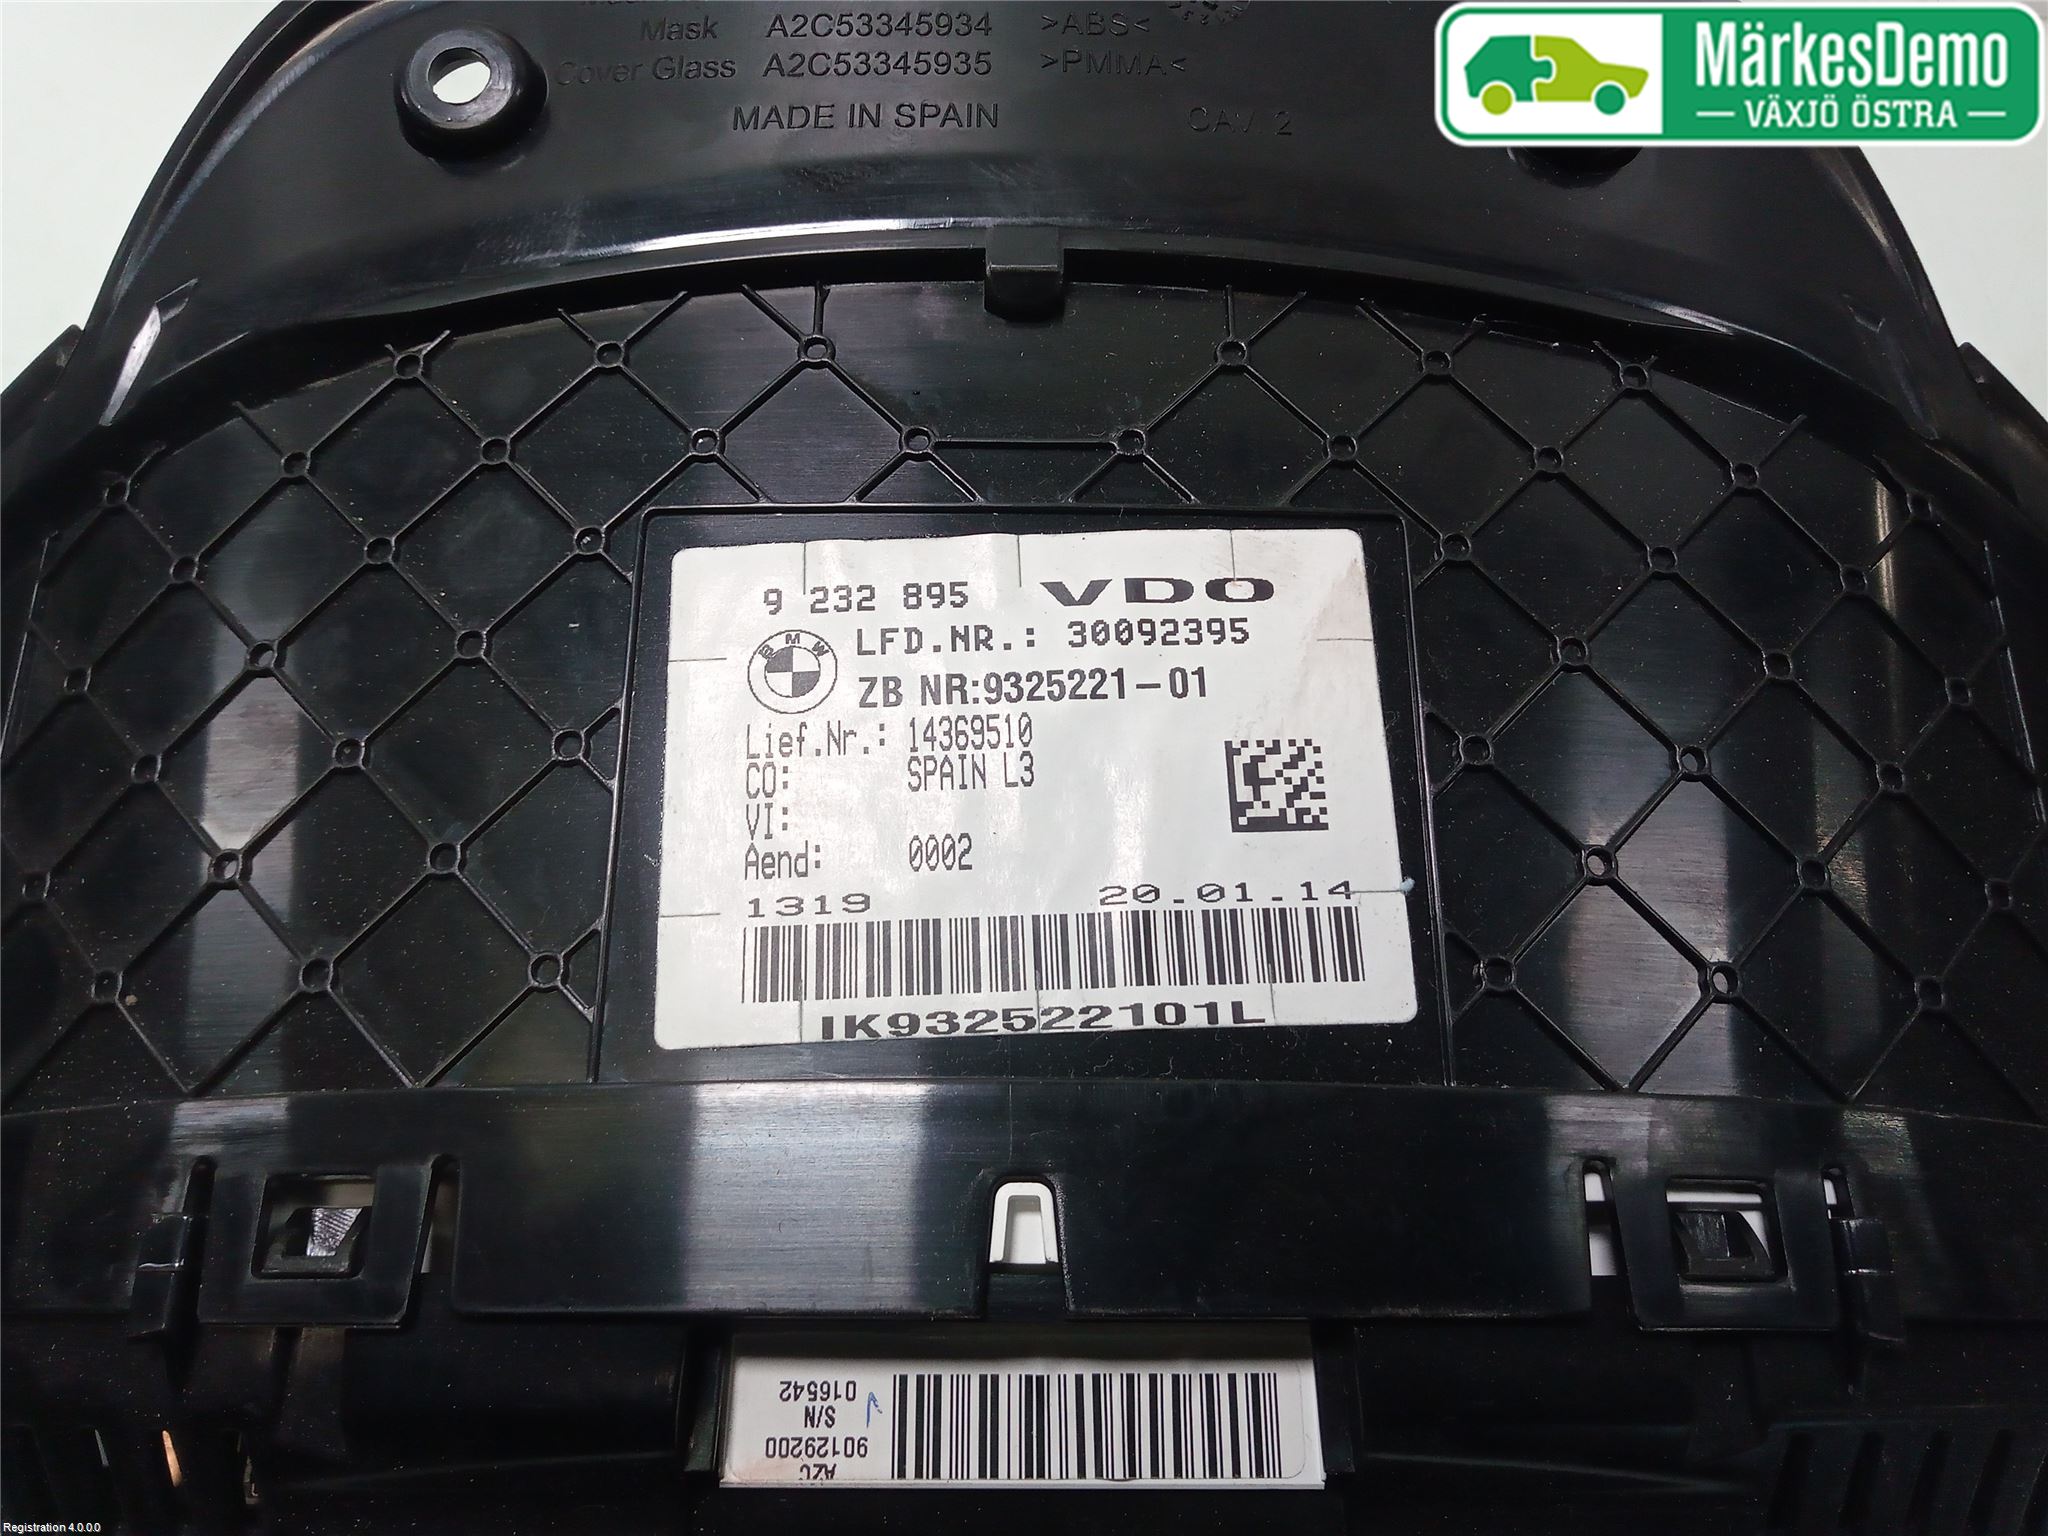 Mask A2C53345934 >ABS<
Cover Glass A2C53345935 >PMMA<
MADE IN SPAIN CAV. 2
MärkesDemo
VÄXJÖ ÖSTRA
9 232 895 VDO
BMW
LFD.NR.: 30092395
ZB NR:9325221-01
Lief.Nr.: 14369510
CO: SPAIN L3
VI:
Aend: 0002
1319 20.01.14
IK932522101L
A2C
90129200
S/N
016542
Registration 4.0.0.0